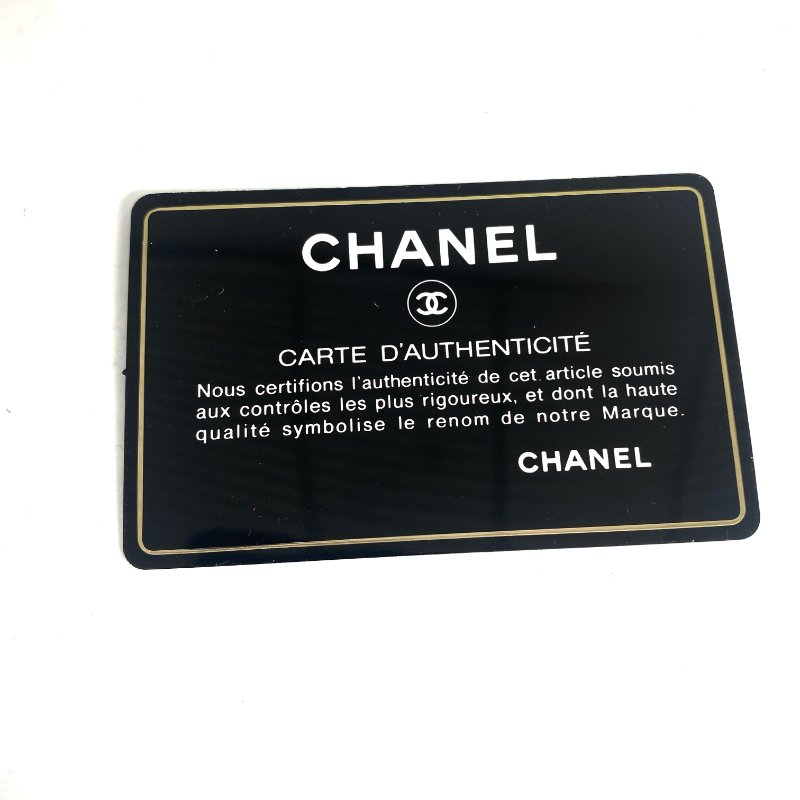 CHANEL
CARTE D'AUTHENTICITÉ
Nous certifions l'authenticité de cet article soumis
aux contrôles les plus rigoureux, et dont la haute
qualité symbolise le renom de notre Marque.
CHANEL